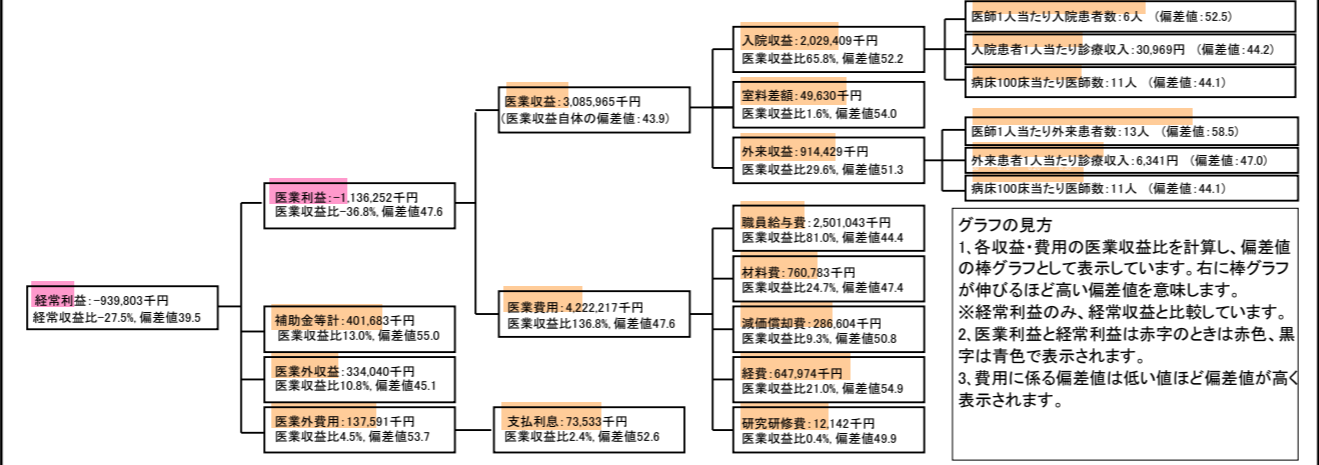 経常利益:-939,803千円
経常収益比-27.5%, 偏差値39.5
医業利益:-1,136,252千円
医業収益比-36.8%, 偏差値47.6
補助金等計:401,683千円
医業収益比13.0%, 偏差値55.0
医業外収益:334,040千円
医業収益比10.8%, 偏差値45.1
医業外費用:137,591千円
医業収益比4.5%, 偏差値53.7
医業収益:3,085,965千円
(医業収益自体の偏差値:43.9)
医業費用:4,222,217千円
医業収益比136.8%, 偏差値47.6
支払利息:73,533千円
医業収益比2.4%, 偏差値52.6
入院収益:2,029,409千円
医業収益比65.8%, 偏差値52.2
室料差額:49,630千円
医業収益比1.6%, 偏差値54.0
外来収益:914,429千円
医業収益比29.6%, 偏差値51.3
職員給与費:2,501,043千円
医業収益比81.0%, 偏差値44.4
材料費:760,783千円
医業収益比24.7%, 偏差値47.4
減価償却費:286,604千円
医業収益比9.3%, 偏差値50.8
経費:647,974千円
医業収益比21.0%, 偏差値54.9
研究研修費:12,142千円
医業収益比0.4%, 偏差値49.9
医師1人当たり入院患者数:6人 (偏差値:52.5)
入院患者1人当たり診療収入:30,969円 (偏差値:44.2)
病床100床当たり医師数:11人 (偏差値:44.1)
医師1人当たり外来患者数:13人 (偏差値:58.5)
外来患者1人当たり診療収入:6,341円 (偏差値:47.0)
病床100床当たり医師数:11人 (偏差値:44.1)
グラフの見方
1、各収益・費用の医業収益比を計算し、偏差値
の棒グラフとして表示しています。右に棒グラフ
が伸びるほど高い偏差値を意味します。
※経常利益のみ、経常収益と比較しています。
2、医業利益と経常利益は赤字のときは赤色、黒
字は青色で表示されます。
3、費用に係る偏差値は低い値ほど偏差値が高く
表示されます。